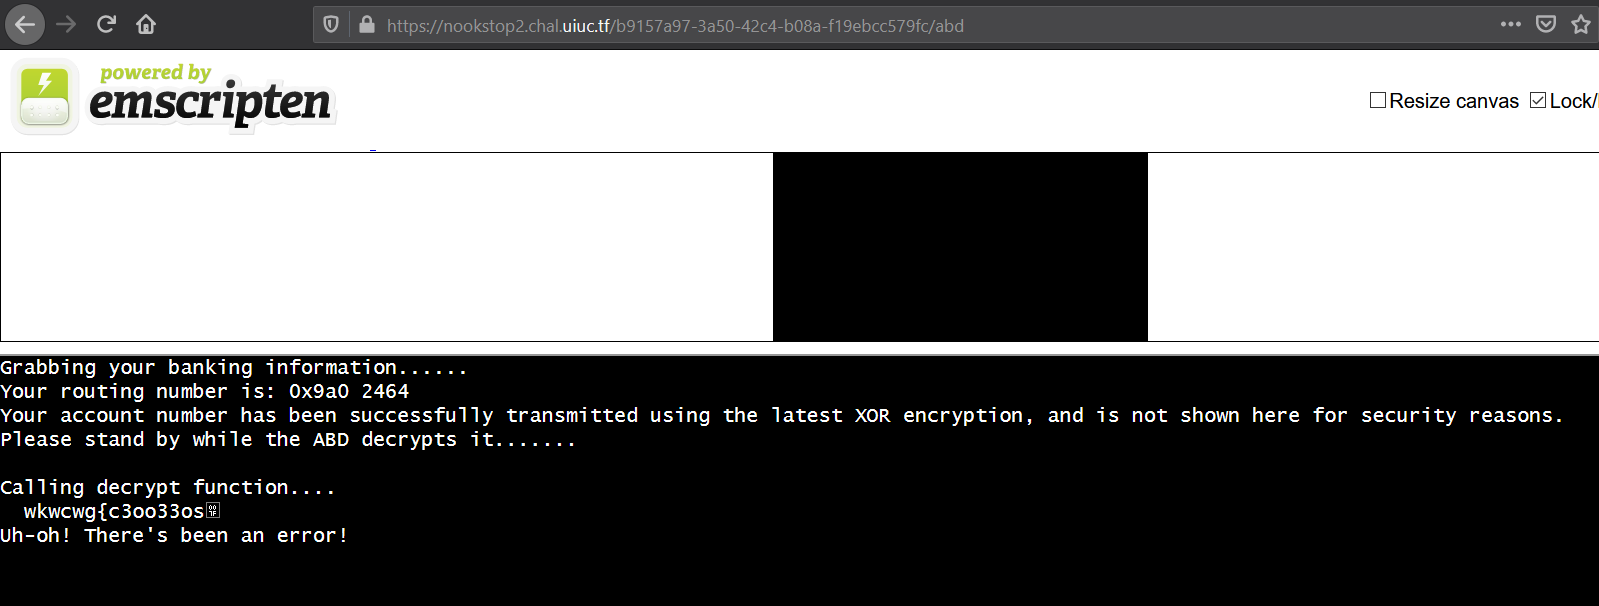 https://nookstop2.chal.uiuc.tf/b9157a97-3a50-42c4-b08a-f19ebcc579fc/abd
powered by
emscripten
Resize canvas Lock/
Grabbing your banking information......
Your routing number is: 0x9a0 2464
Your account number has been successfully transmitted using the latest XOR encryption, and is not shown here for security reasons.
Please stand by while the ABD decrypts it.......
Calling decrypt function....
wkwcwg{c3oo33os
Uh-oh! There's been an error!